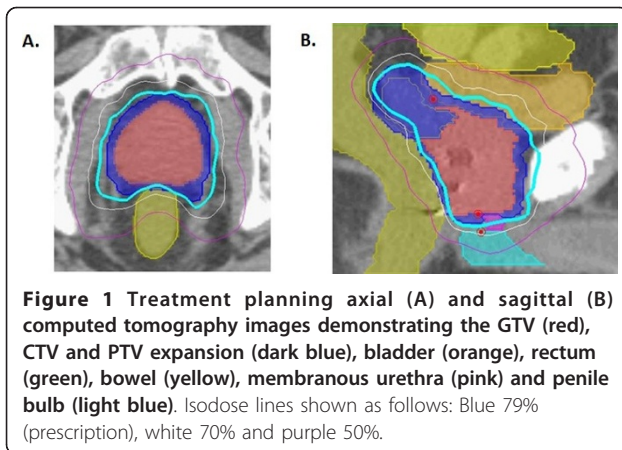 A.
B.
Figure 1 Treatment planning axial (A) and sagittal (B)
computed tomography images demonstrating the GTV (red),
CTV and PTV expansion (dark blue), bladder (orange), rectum
(green), bowel (yellow), membranous urethra (pink) and penile
bulb (light blue). Isodose lines shown as follows: Blue 79%
(prescription), white 70% and purple 50%.